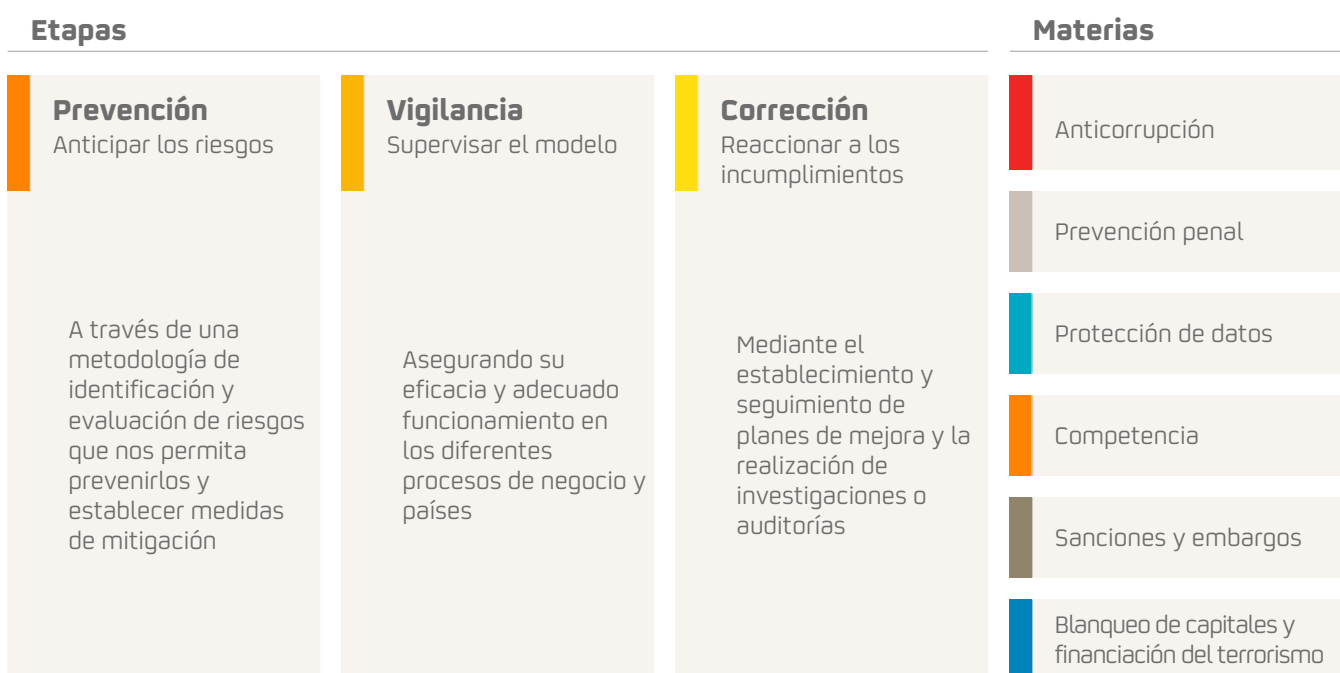 Etapas
Prevención
Anticipar los riesgos
A través de una
metodología de
identificación y
evaluación de riesgos
que nos permita
prevenirlos y
establecer medidas
de mitigación
Vigilancia
Supervisar el modelo
Asegurando su
eficacia y adecuado
funcionamiento en
los diferentes
procesos de negocio y
países
Corrección
Reaccionar a los
incumplimientos
Mediante el
establecimiento y
seguimiento de
planes de mejora y la
realización de
investigaciones o
auditorías
Materias
Anticorrupción
Prevención penal
Protección de datos
Competencia
Sanciones y embargos
Blanqueo de capitales y
financiación del terrorismo